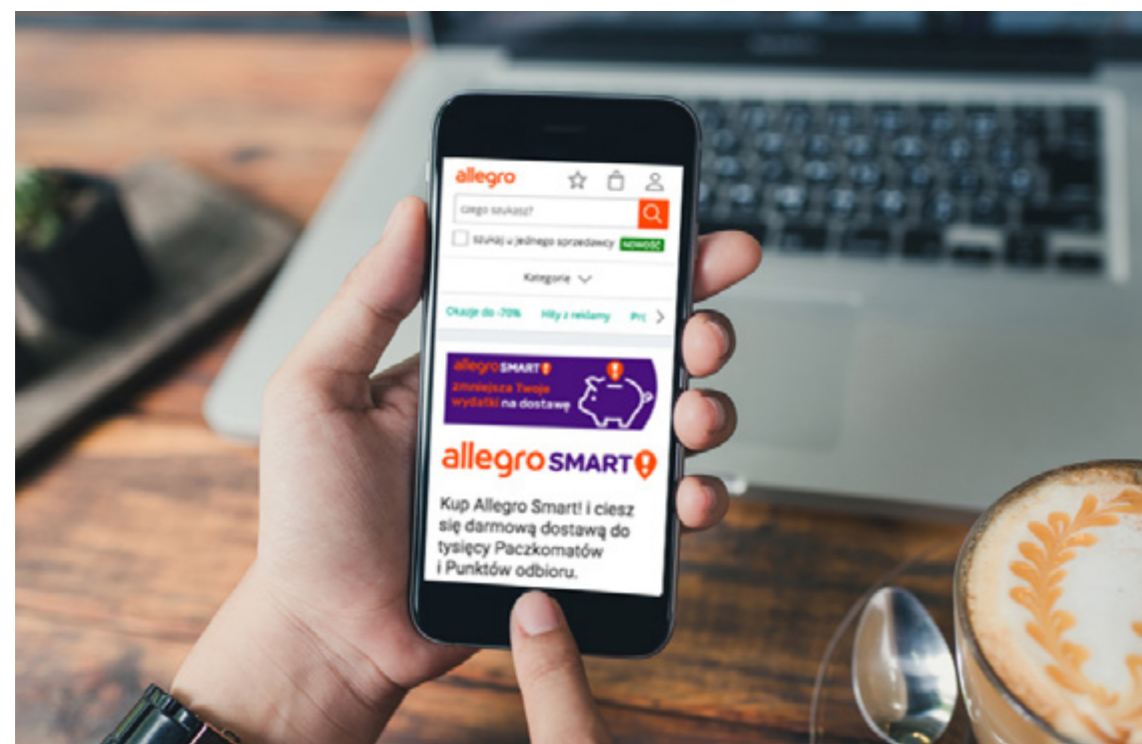 allegro
czego szukasz?
szukaj u jednego sprzedawcy NOWOŚĆ
Kategorie
Okazje do -70% Hity z reklamy Prc
allegro SMART!
zmniejsza Twoje
wydatki na dostawę
allegro SMART!
Kup Allegro Smart! i ciesz
się darmową dostawą do
tysięcy Paczkomatów
i Punktów odbioru.